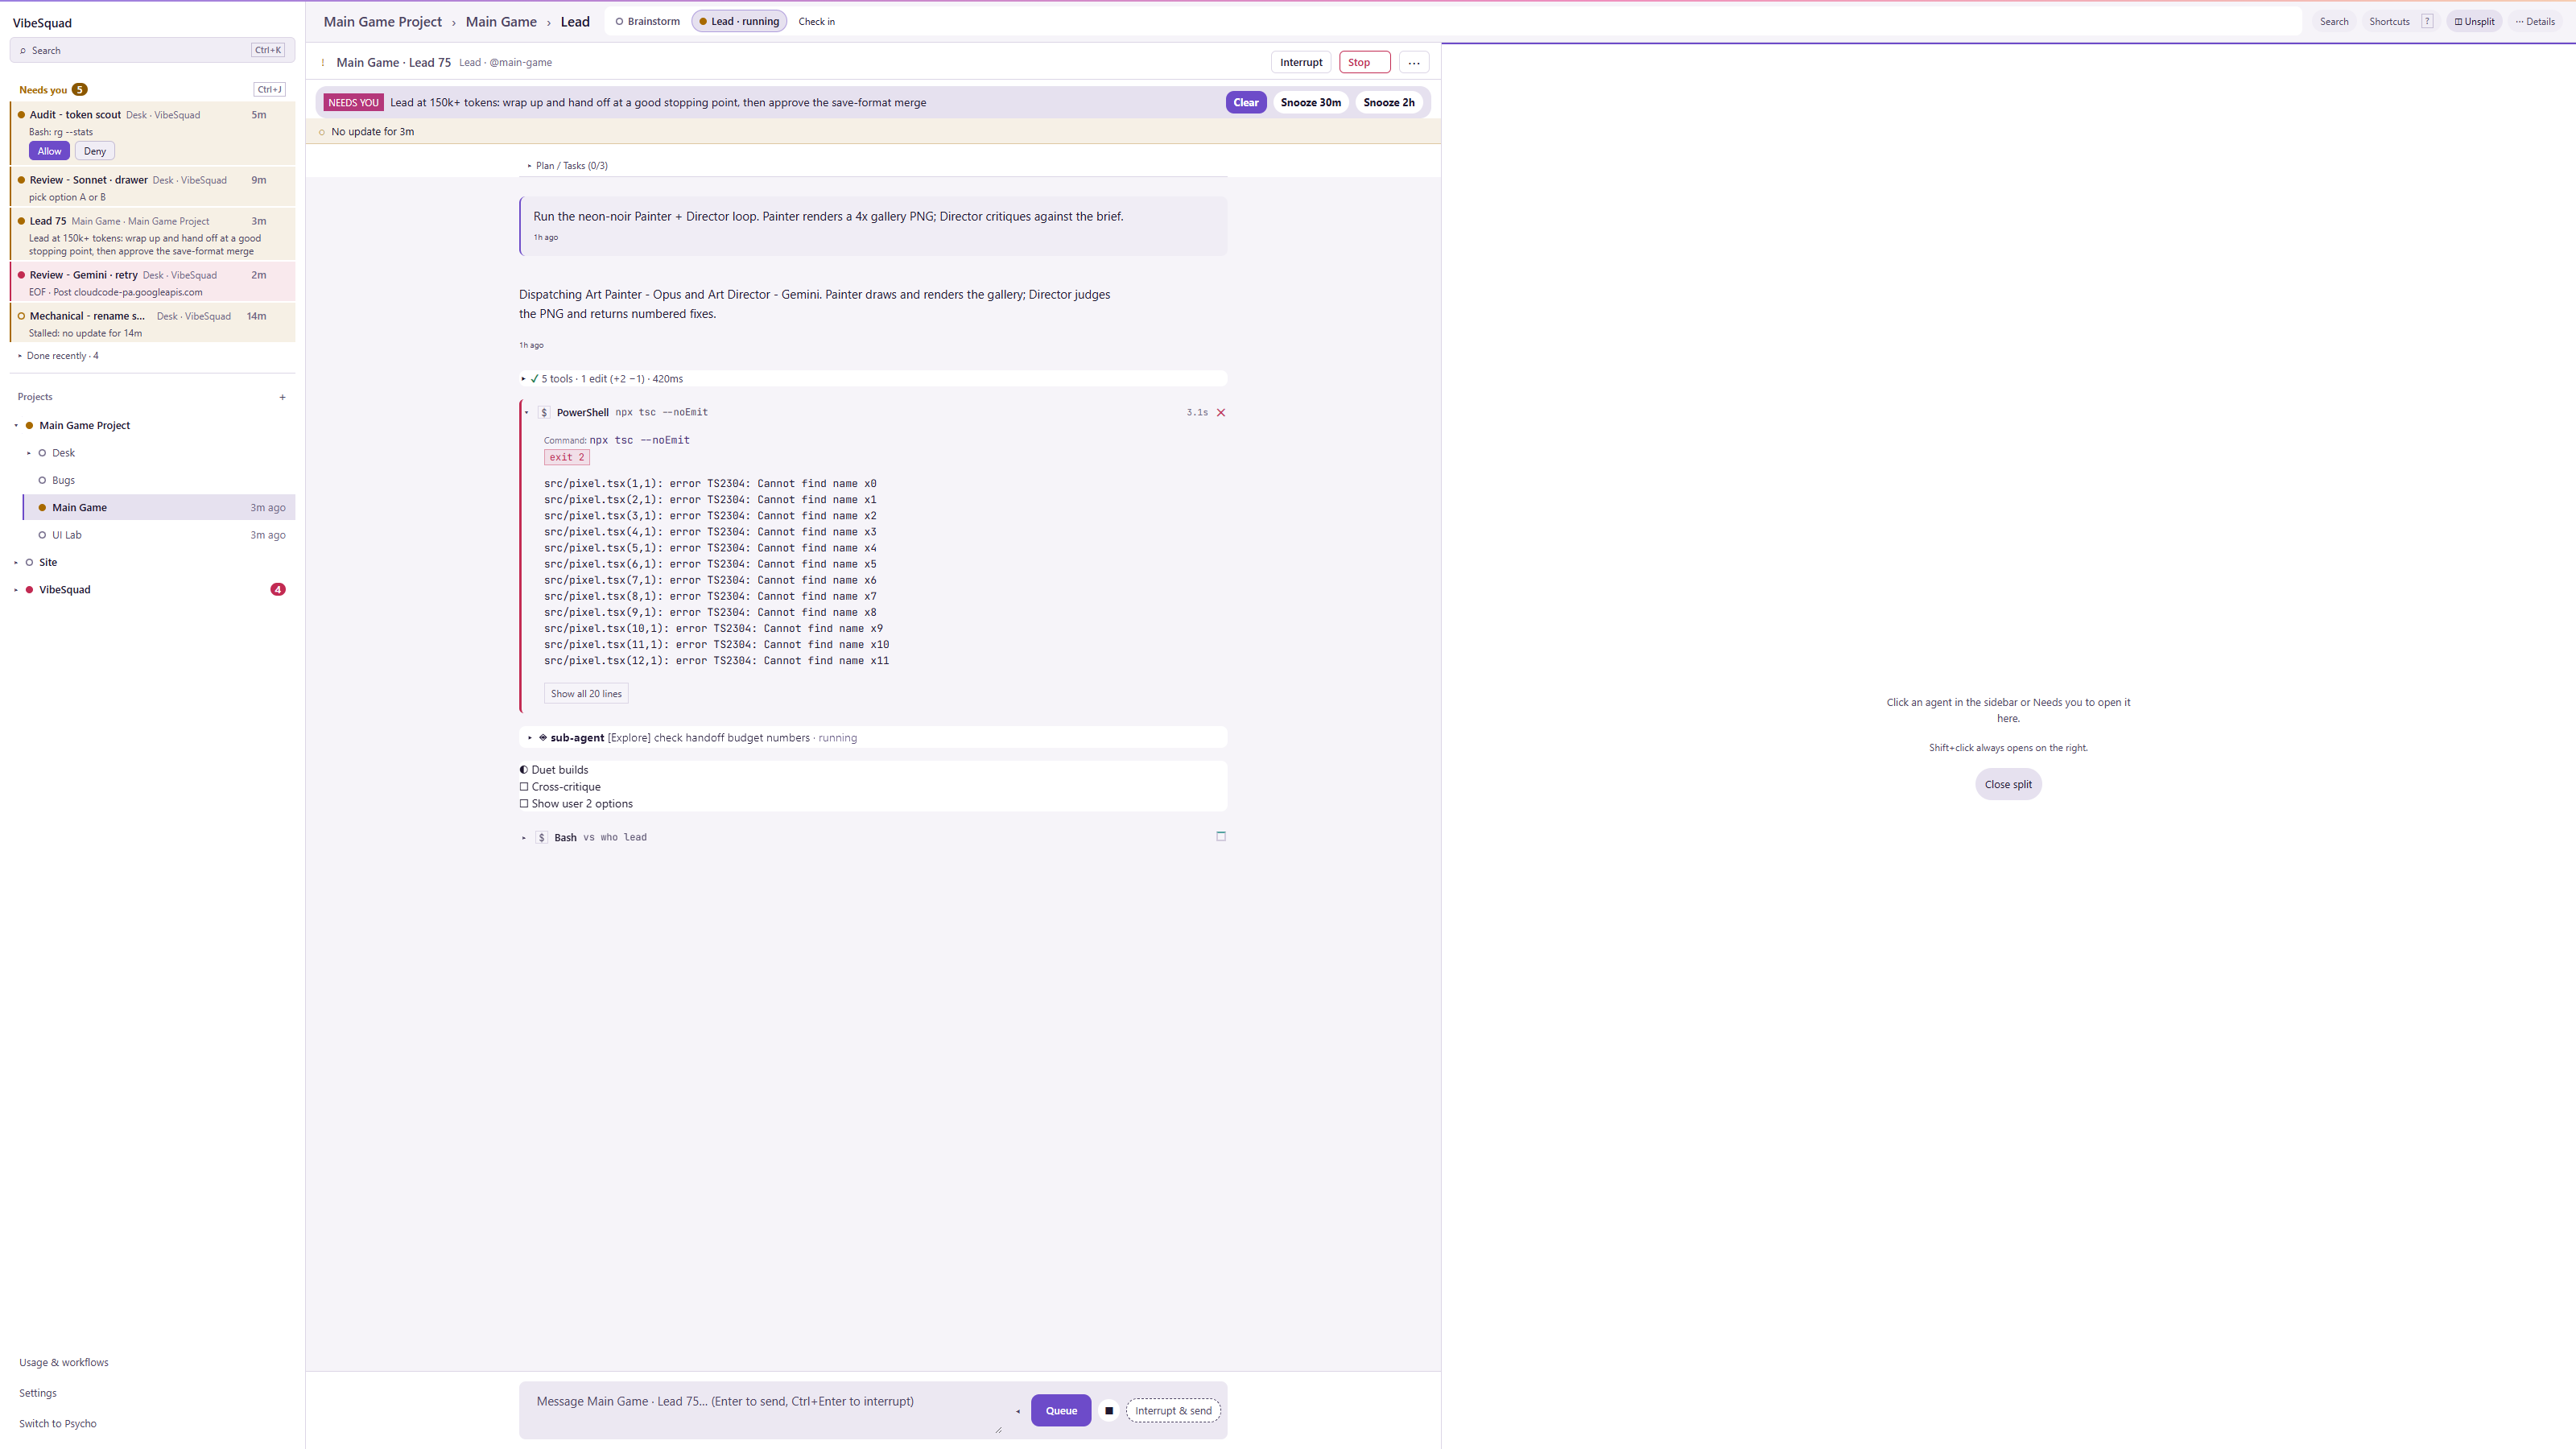 VibeSquad
Search Ctrl+K
Needs you 5 Ctrl+J
Audit - token scout Desk · VibeSquad 5m
Bash: rg --stats
Allow Deny
Review - Sonnet · drawer Desk · VibeSquad 9m
pick option A or B
Lead 75 Main Game · Main Game Project 3m
Lead at 150k+ tokens: wrap up and hand off at a good
stopping point, then approve the save-format merge
Review - Gemini · retry Desk · VibeSquad 2m
EOF · Post cloudcode-pa.googleapis.com
Mechanical - rename s... Desk · VibeSquad 14m
Stalled: no update for 14m
Done recently · 4
Projects +
Main Game Project
Desk
Bugs
Main Game 3m ago
UI Lab 3m ago
Site
VibeSquad 4
Usage & workflows
Settings
Switch to Psycho
Main Game Project › Main Game › Lead
Brainstorm Lead · running Check in
Search Shortcuts ? Unsplit ··· Details
! Main Game · Lead 75 Lead · @main-game
Interrupt Stop ...
NEEDS YOU Lead at 150k+ tokens: wrap up and hand off at a good stopping point, then approve the save-format merge
Clear Snooze 30m Snooze 2h
No update for 3m
Plan / Tasks (0/3)
Run the neon-noir Painter + Director loop. Painter renders a 4x gallery PNG; Director critiques against the brief.
1h ago
Dispatching Art Painter - Opus and Art Director - Gemini. Painter draws and renders the gallery; Director judges
the PNG and returns numbered fixes.
1h ago
✓ 5 tools · 1 edit (+2 −1) · 420ms
$ PowerShell npx tsc --noEmit 3.1s ✕
Command: npx tsc --noEmit
exit 2
src/pixel.tsx(1,1): error TS2304: Cannot find name x0
src/pixel.tsx(2,1): error TS2304: Cannot find name x1
src/pixel.tsx(3,1): error TS2304: Cannot find name x2
src/pixel.tsx(4,1): error TS2304: Cannot find name x3
src/pixel.tsx(5,1): error TS2304: Cannot find name x4
src/pixel.tsx(6,1): error TS2304: Cannot find name x5
src/pixel.tsx(7,1): error TS2304: Cannot find name x6
src/pixel.tsx(8,1): error TS2304: Cannot find name x7
src/pixel.tsx(9,1): error TS2304: Cannot find name x8
src/pixel.tsx(10,1): error TS2304: Cannot find name x9
src/pixel.tsx(11,1): error TS2304: Cannot find name x10
src/pixel.tsx(12,1): error TS2304: Cannot find name x11
Show all 20 lines
sub-agent [Explore] check handoff budget numbers · running
◐ Duet builds
☐ Cross-critique
☐ Show user 2 options
$ Bash vs who lead
Message Main Game · Lead 75... (Enter to send, Ctrl+Enter to interrupt)
Queue Interrupt & send
Click an agent in the sidebar or Needs you to open it
here.
Shift+click always opens on the right.
Close split